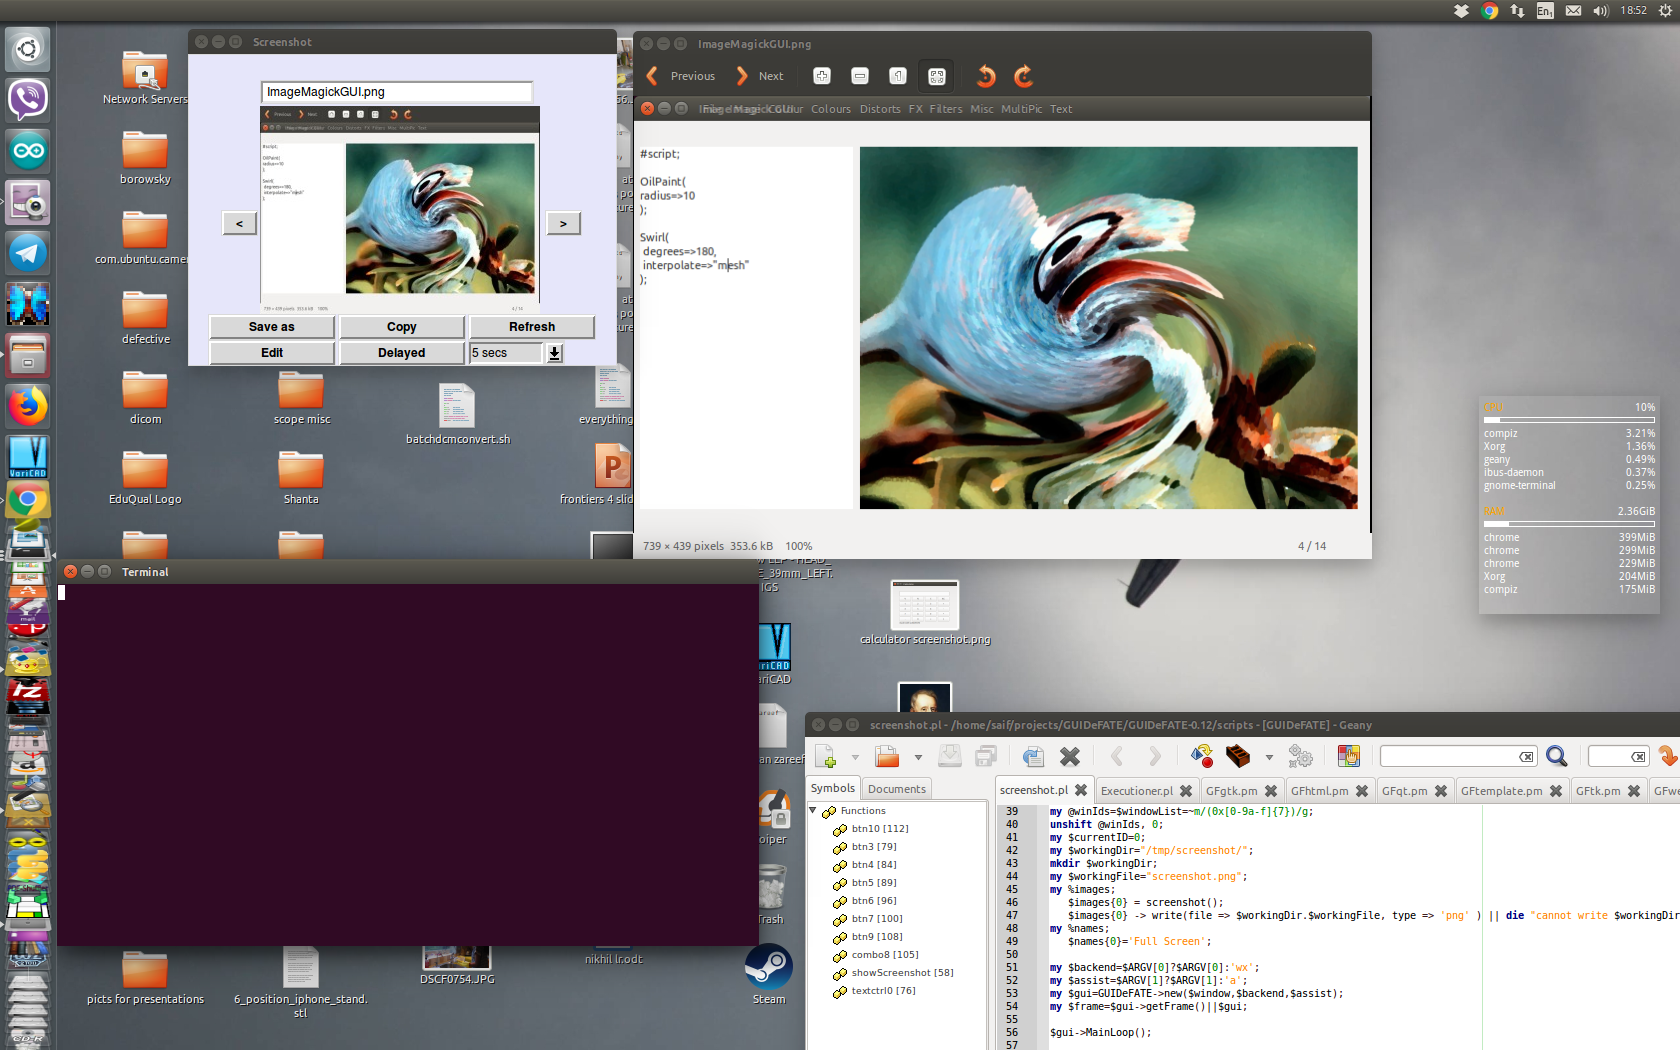 En1
18:52
Screenshot
ImageMagickGUI.png
<
>
Save as
Copy
Refresh
Edit
Delayed
5 secs
ImageMagickGUI.png
Previous
Next
Colours Distorts FX Filters Misc MultiPic Text
#script;
OilPaint(
radius=>10
);
Swirl(
degrees=>180,
interpolate=>"mesh"
);
739 × 439 pixels 353.6 kB 100%
4 / 14
Network Servers
borowsky
com.ubuntu.camer
defective
dicom
scope misc
batchdcmconvert.sh
everything
EduQual Logo
Shanta
frontiers 4 slid
VariCAD
CPU 10%
compiz 3.21%
Xorg 1.36%
geany 0.49%
ibus-daemon 0.37%
gnome-terminal 0.25%
RAM 2.36GiB
chrome 399MiB
chrome 299MiB
chrome 229MiB
Xorg 204MiB
compiz 175MiB
Terminal
E_39mm_LEFT.
IGS
calculator screenshot.png
ariCAD
an zareef
oiper
Trash
Steam
picts for presentations
6_position_iphone_stand.
stl
DSCF0754.JPG
nikhil lr.odt
screenshot.pl - /home/saif/projects/GUIDeFATE/GUIDeFATE-0.12/scripts - [GUIDeFATE] - Geany
Symbols
Documents
Functions
btn10 [112]
btn3 [79]
btn4 [84]
btn5 [89]
btn6 [96]
btn7 [100]
btn9 [108]
combo8 [105]
showScreenshot [58]
textctrl0 [76]
screenshot.pl
Executioner.pl
GFgtk.pm
GFhtml.pm
GFqt.pm
GFtemplate.pm
GFtk.pm
GFwe
39 my @winIds=$windowList=~m/(0x[0-9a-f]{7})/g;
40 unshift @winIds, 0;
41 my $currentID=0;
42 my $workingDir="/tmp/screenshot/";
43 mkdir $workingDir;
44 my $workingFile="screenshot.png";
45 my %images;
46 $images{0} = screenshot();
47 $images{0} -> write(file => $workingDir.$workingFile, type => 'png' ) || die "cannot write $workingDir
48 my %names;
49 $names{0}='Full Screen';
50
51 my $backend=$ARGV[0]?$ARGV[0]:'wx';
52 my $assist=$ARGV[1]?$ARGV[1]:'a';
53 my $gui=GUIDeFATE->new($window,$backend,$assist);
54 my $frame=$gui->getFrame()||$gui;
55
56 $gui->MainLoop();
57